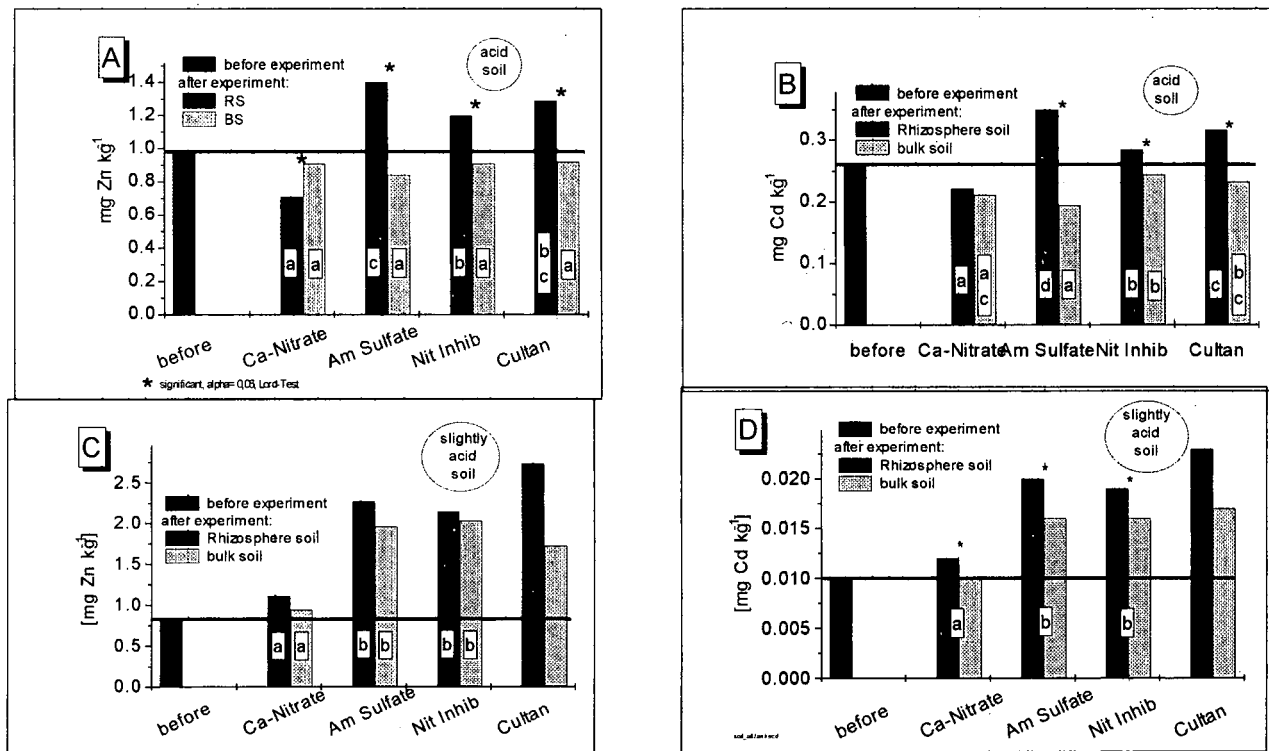 A
before experiment
after experiment:
RS
BS
acid
soil
*
*
*
*
mg Zn kg-1
1.4
1.2
1.0
0.8
0.6
0.4
0.2
0.0
a
a
c
a
b
a
b
c
a
before
Ca-Nitrate
Am Sulfate
Nit Inhib
Cultan
* significant, alpha= 0,05, Lord-Test
B
before experiment
after experiment:
Rhizosphere soil
bulk soil
acid
soil
*
*
*
mg Cd kg-1
0.3
0.2
0.1
0.0
a
a
c
d
a
b
b
c
b
c
before
Ca-Nitrate
Am Sulfate
Nit Inhib
Cultan
C
before experiment
after experiment:
Rhizosphere soil
bulk soil
slightly
acid
soil
[mg Zn kg-1]
2.5
2.0
1.5
1.0
0.5
0.0
a
a
b
b
b
b
before
Ca-Nitrate
Am Sulfate
Nit Inhib
Cultan
D
before experiment
after experiment:
Rhizosphere soil
bulk soil
slightly
acid
soil
*
*
*
[mg Cd kg-1]
0.020
0.015
0.010
0.005
0.000
a
b
b
before
Ca-Nitrate
Am Sulfate
Nit Inhib
Cultan